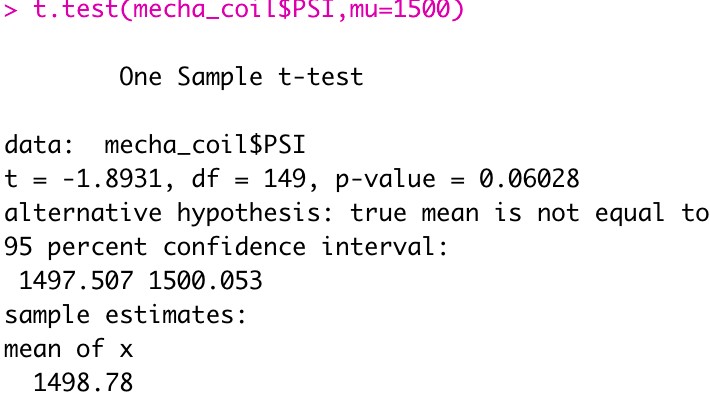 > t.test(mecha_coil$PSI,mu=1500)
One Sample t-test
data:  mecha_coil$PSI
t = -1.8931, df = 149, p-value = 0.06028
alternative hypothesis: true mean is not equal to
95 percent confidence interval:
1497.507 1500.053
sample estimates:
mean of x
1498.78